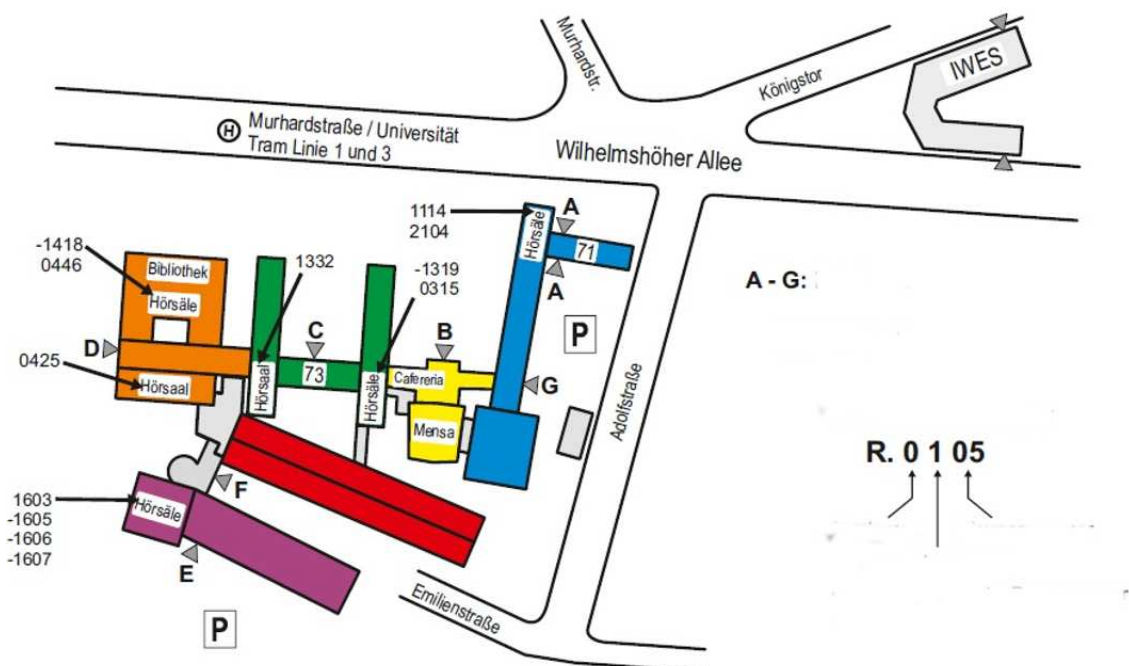 Murhardstr.
Königstor
IWES
H
Murhardstraße / Universität
Tram Linie 1 und 3
Wilhelmshöher Allee
1114
2104
A
Hörsäle
71
A
-1418
0446
Bibliothek
Hörsäle
1332
-1319
0315
A - G:
P
D
C
B
0425
Hörsaal
Hörsaal
73
Hörsäle
Cafereria
G
Mensa
Adolfstraße
R. 0 1 05
F
1603
-1605
-1606
-1607
Hörsäle
E
Emilienstraße
P